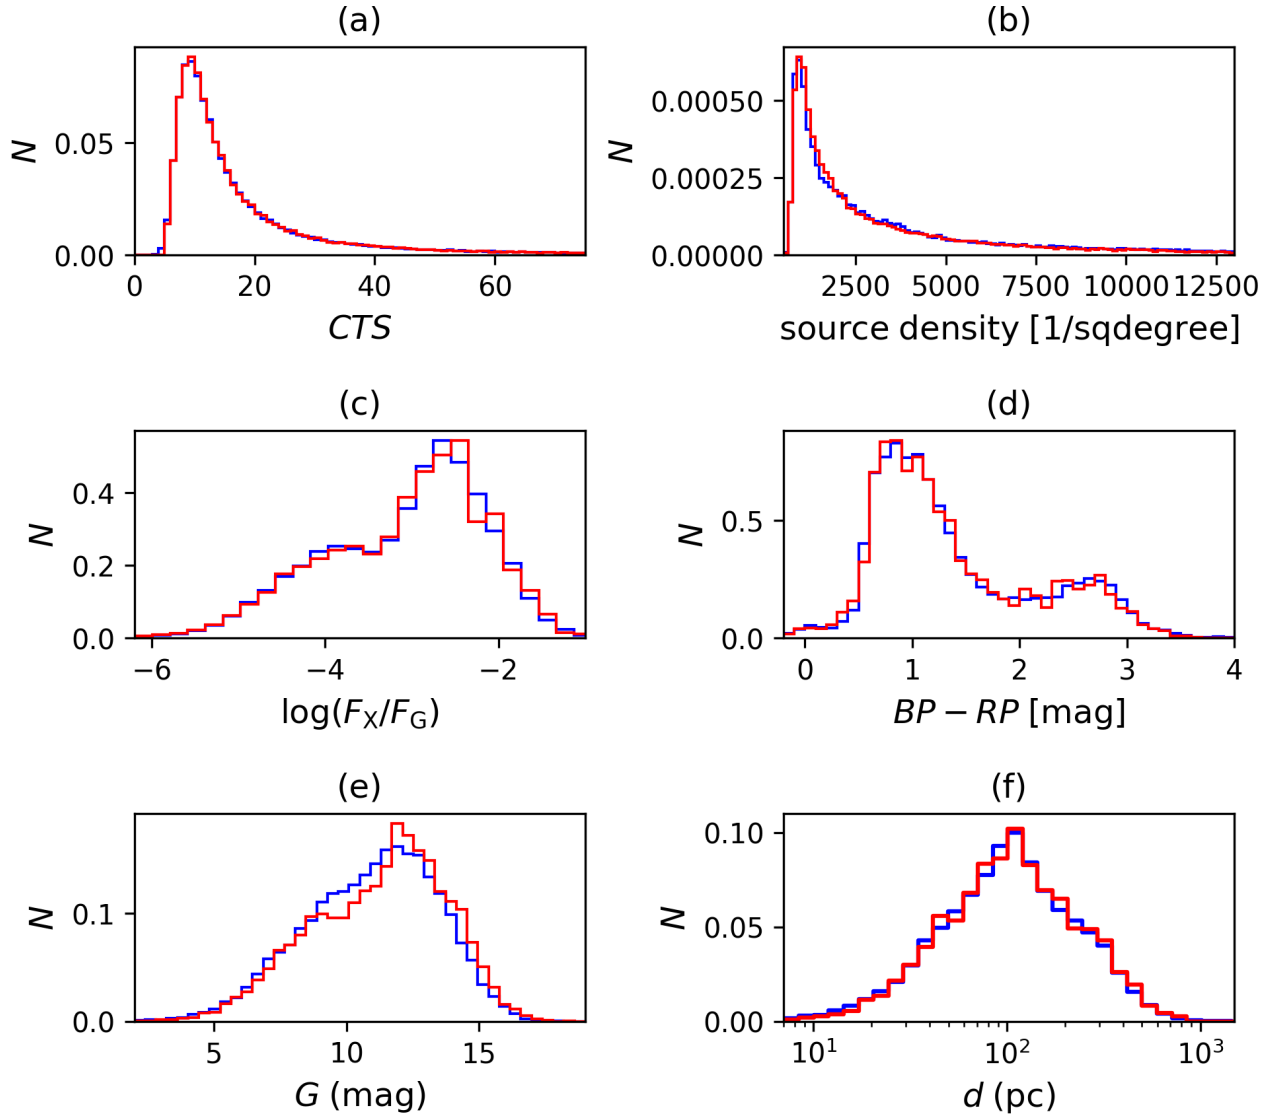 (a)
N
0.05
0.00
0 20 40 60
CTS
(b)
N
0.00050
0.00025
0.00000
2500 5000 7500 10000 12500
source density [1/sqdegree]
(c)
N
0.4
0.2
0.0
−6 −4 −2
log(F_X/F_G)
(d)
N
0.5
0.0
0 1 2 3 4
BP − RP [mag]
(e)
N
0.1
0.0
5 10 15
G (mag)
(f)
N
0.10
0.05
0.00
10¹ 10² 10³
d (pc)